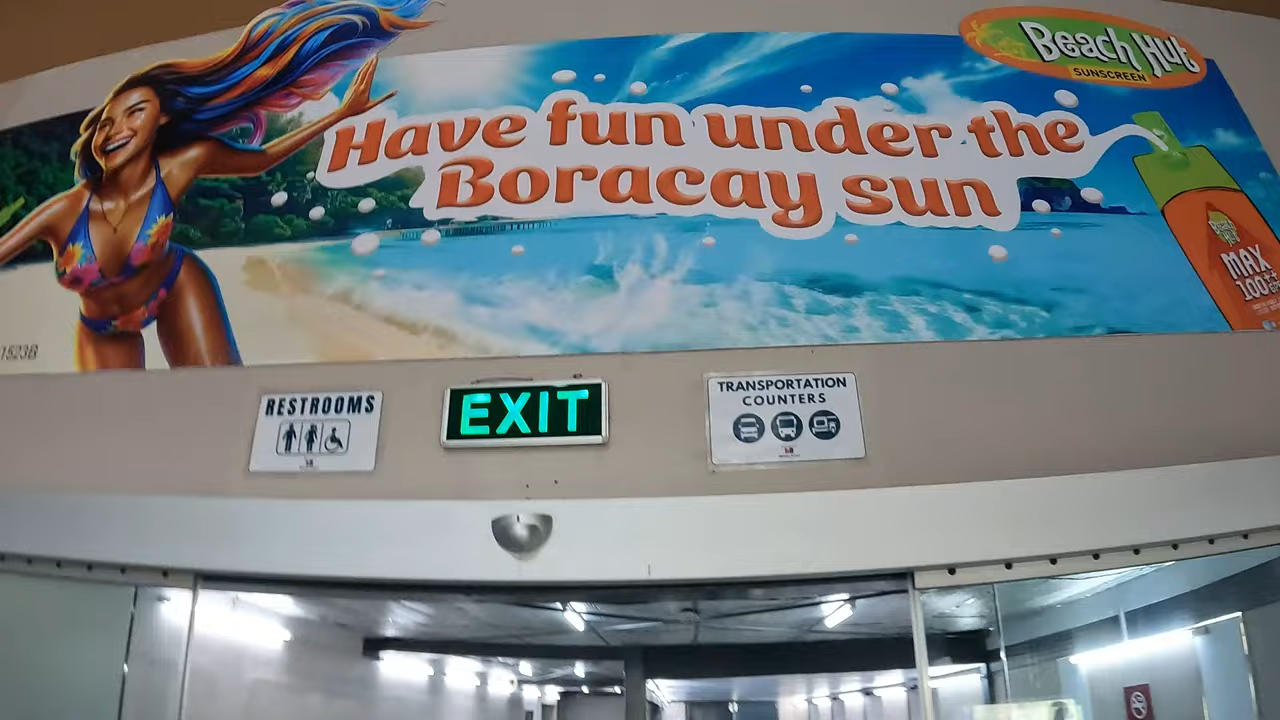 Beach Hut
SUNSCREEN
Have fun under the
Boracay sun
MAX
100++
1523B
RESTROOMS
EXIT
TRANSPORTATION
COUNTERS